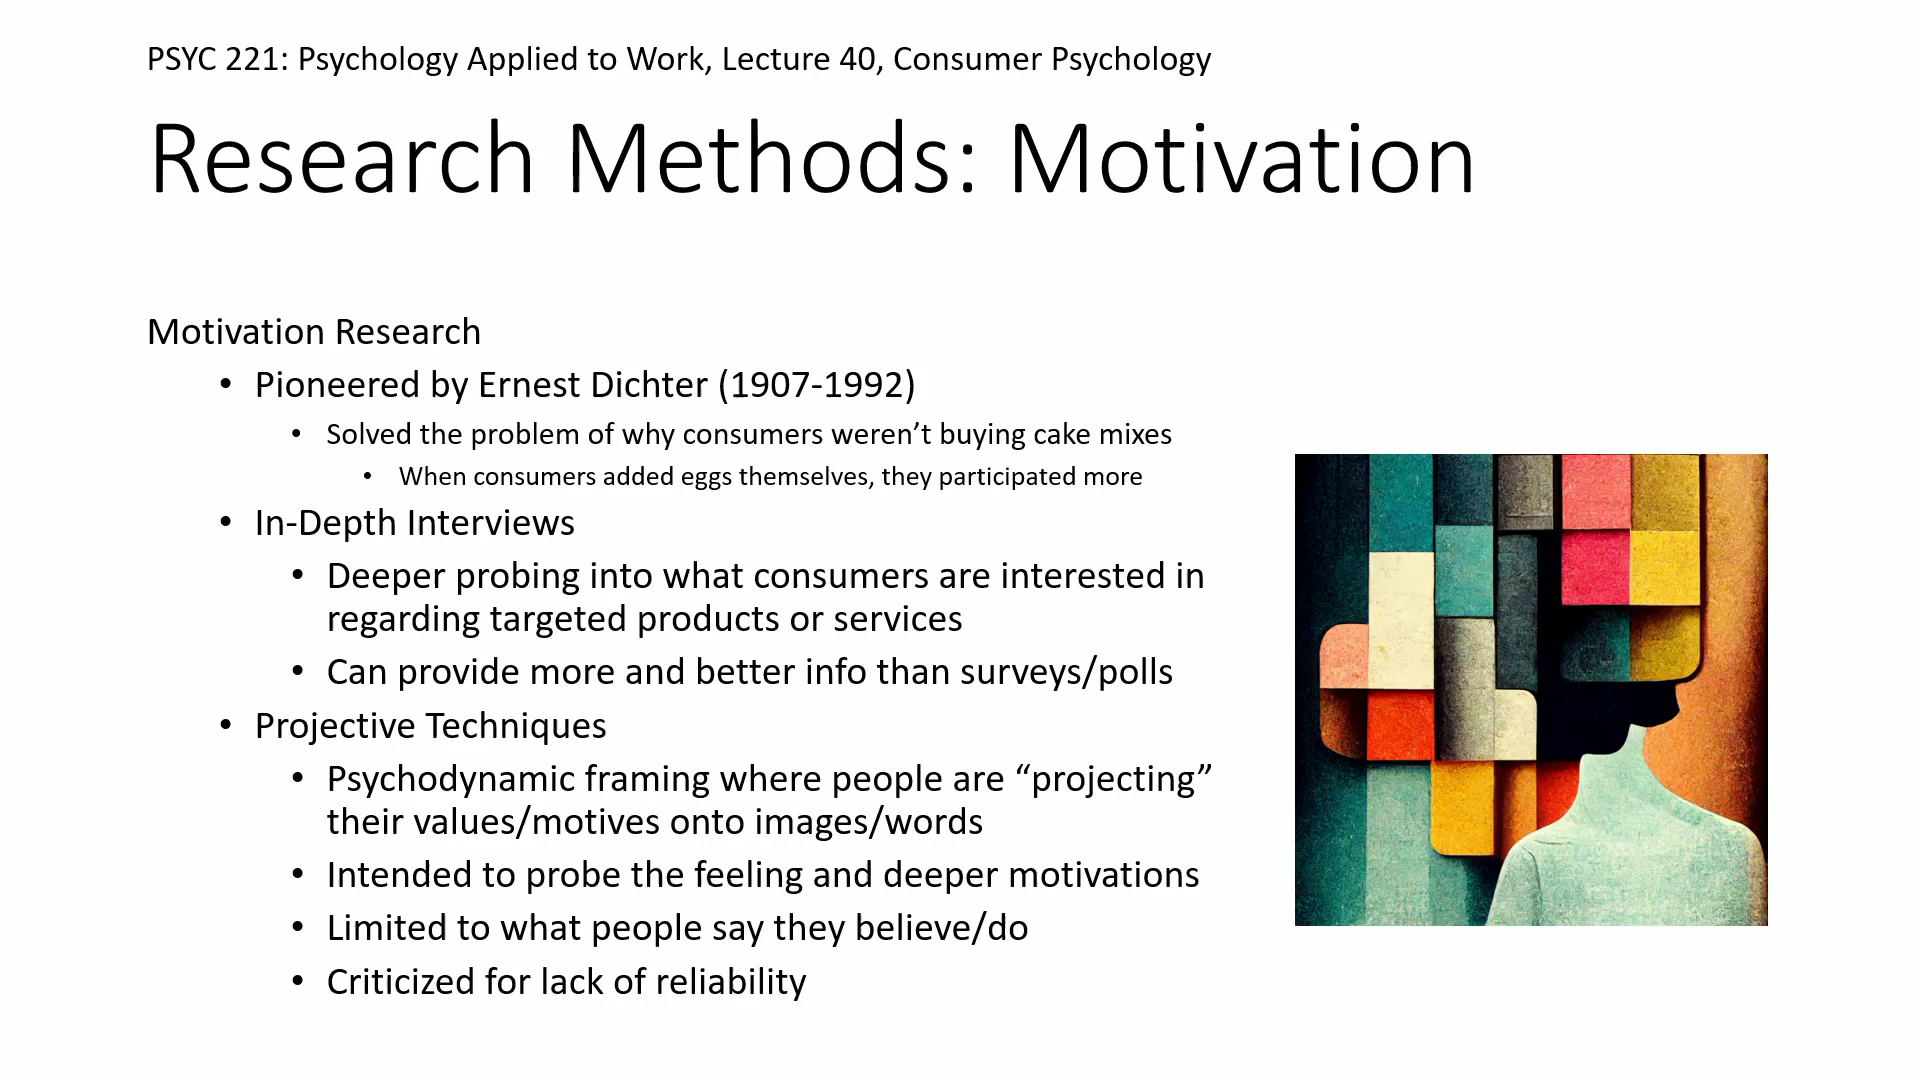 PSYC 221: Psychology Applied to Work, Lecture 40, Consumer Psychology
Research Methods: Motivation
Motivation Research
• Pioneered by Ernest Dichter (1907-1992)
• Solved the problem of why consumers weren’t buying cake mixes
• When consumers added eggs themselves, they participated more
• In-Depth Interviews
• Deeper probing into what consumers are interested in
regarding targeted products or services
• Can provide more and better info than surveys/polls
• Projective Techniques
• Psychodynamic framing where people are “projecting”
their values/motives onto images/words
• Intended to probe the feeling and deeper motivations
• Limited to what people say they believe/do
• Criticized for lack of reliability